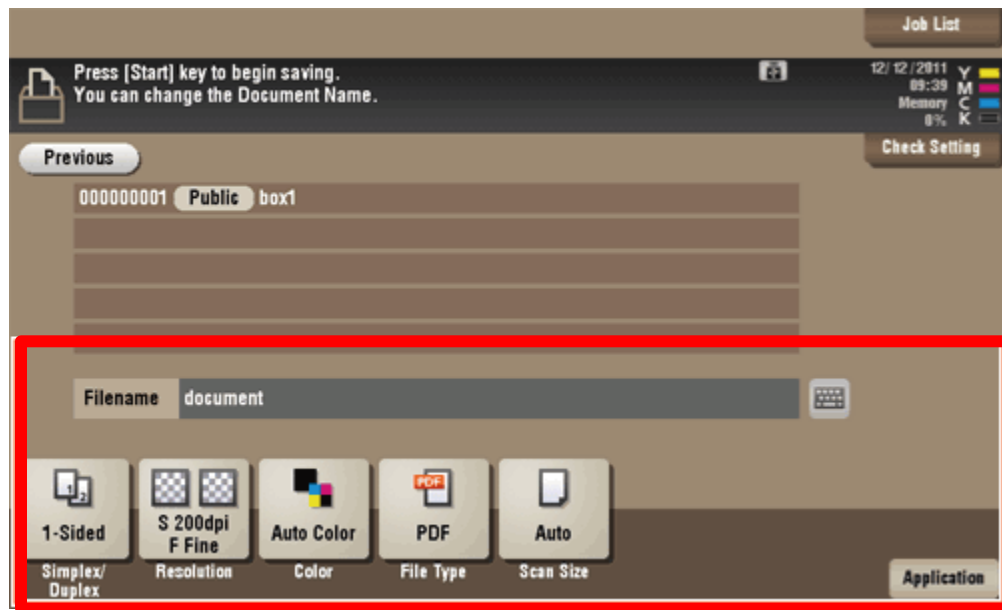 Job List
Press [Start] key to begin saving.
You can change the Document Name.
12/12/2011
09:39
Memory
0%
Y
M
C
K
Previous
Check Setting
000000001 Public box1
Filename document
1 2
PDF
1-Sided
S 200dpi
F Fine
Auto Color
PDF
Auto
Simplex/
Duplex
Resolution
Color
File Type
Scan Size
Application